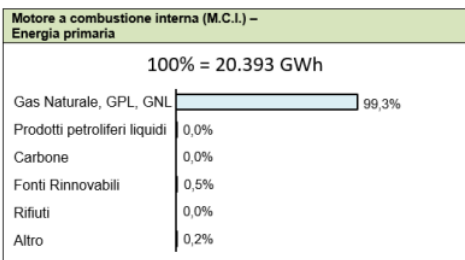 Motore a combustione interna (M.C.I.) –
Energia primaria
100% = 20.393 GWh
Gas Naturale, GPL, GNL 99,3%
Prodotti petroliferi liquidi 0,0%
Carbone 0,0%
Fonti Rinnovabili 0,5%
Rifiuti 0,0%
Altro 0,2%